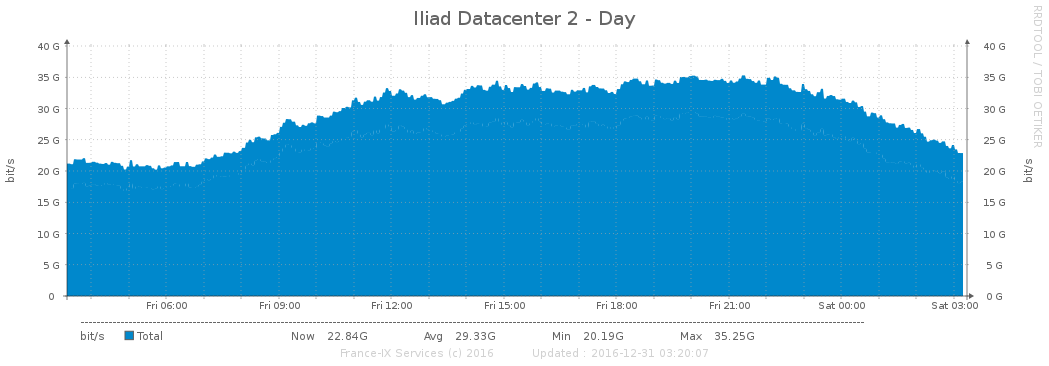 Iliad Datacenter 2 - Day
RRDTOOL / TOBI OETIKER
40 G 40 G
35 G 35 G
30 G 30 G
25 G 25 G
20 G 20 G
15 G 15 G
10 G 10 G
5 G 5 G
0 0 G
bit/s bit/s
Fri 06:00 Fri 09:00 Fri 12:00 Fri 15:00 Fri 18:00 Fri 21:00 Sat 00:00 Sat 03:00
bit/s Total Now 22.84G Avg 29.33G Min 20.19G Max 35.25G
France-IX Services (c) 2016 Updated : 2016-12-31 03:20:07